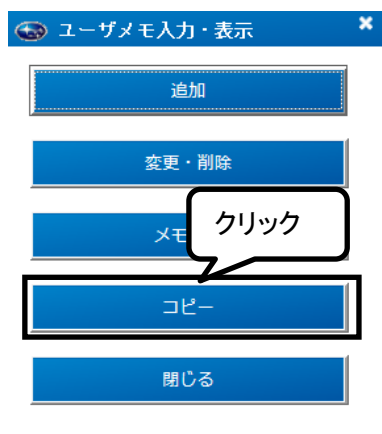 ユーザメモ入力・表示
追加
変更・削除
メモ
クリック
コピー
閉じる